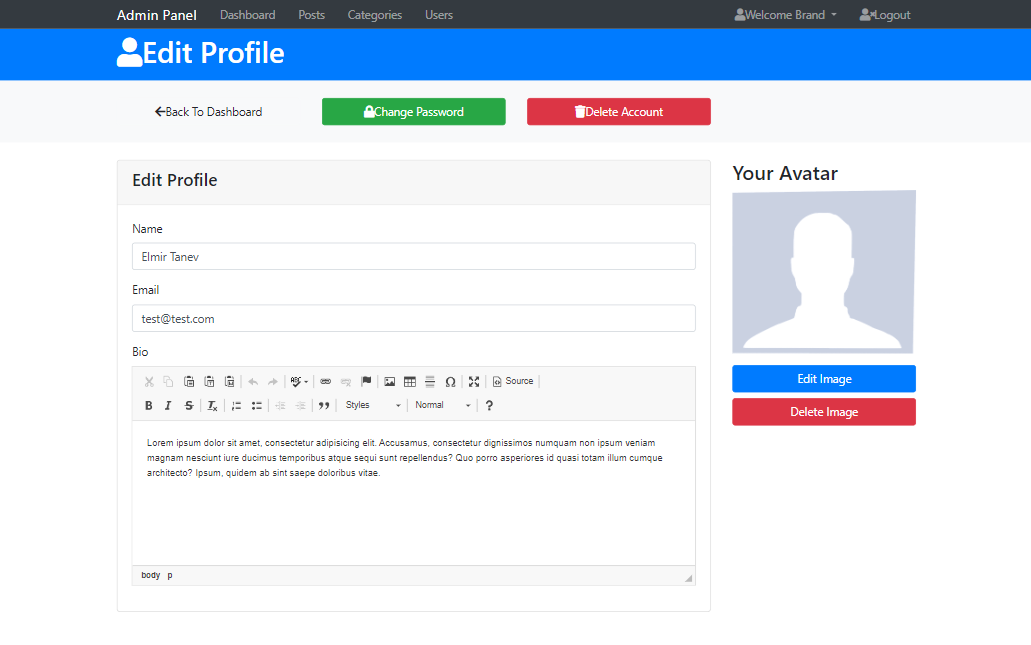 Admin Panel Dashboard Posts Categories Users Welcome Brand Logout
Edit Profile
Back To Dashboard Change Password Delete Account
Edit Profile
Your Avatar
Name
Elmir Tanev
Email
test@test.com
Bio
Source
Edit Image
B I S Tx Styles Normal ?
Delete Image
Lorem ipsum dolor sit amet, consectetur adipisicing elit. Accusamus, consectetur dignissimos numquam non ipsum veniam
magnam nesciunt iure ducimus temporibus atque sequi sunt repellendus? Quo porro asperiores id quasi totam illum cumque
architecto? Ipsum, quidem ab sint saepe doloribus vitae.
body p